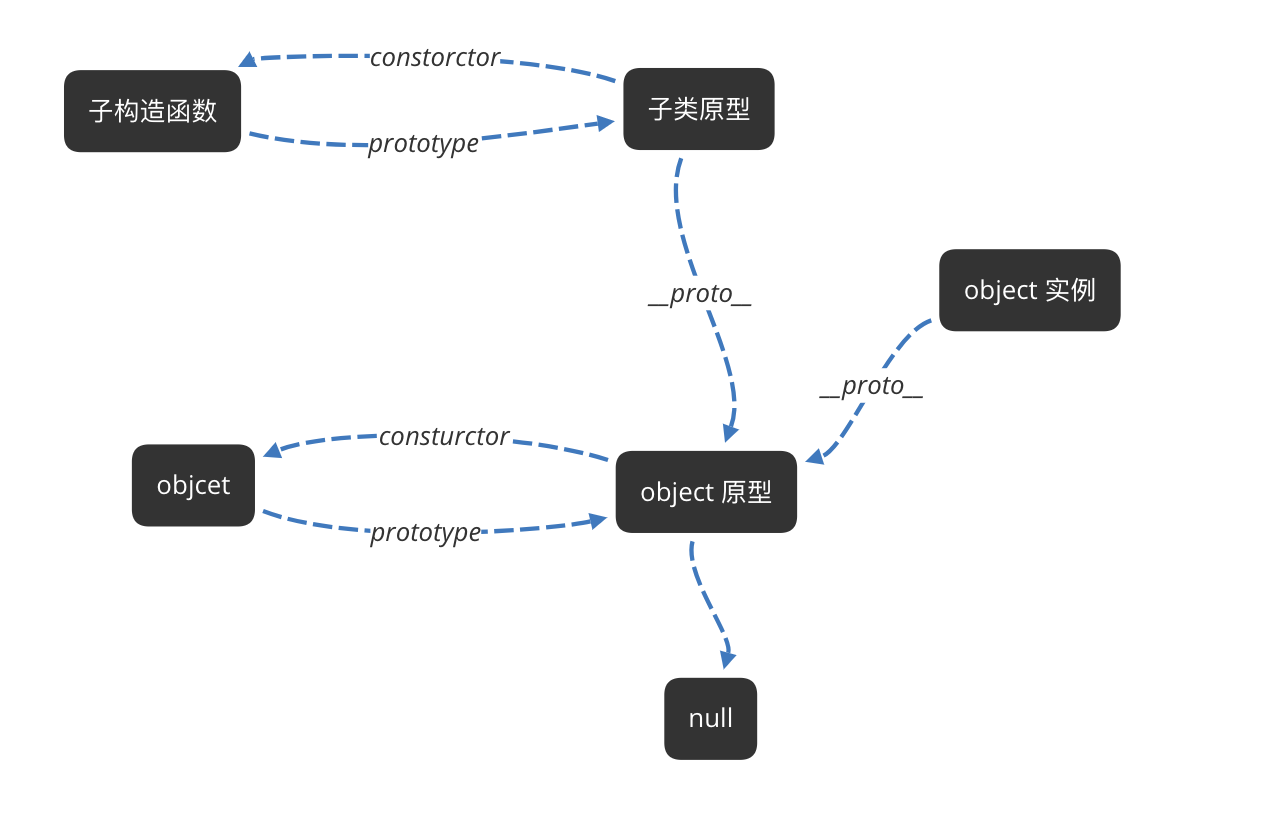 constorctor
子构造函数
子类原型
prototype
__proto__
object 实例
__proto__
consturctor
objcet
object 原型
prototype
null